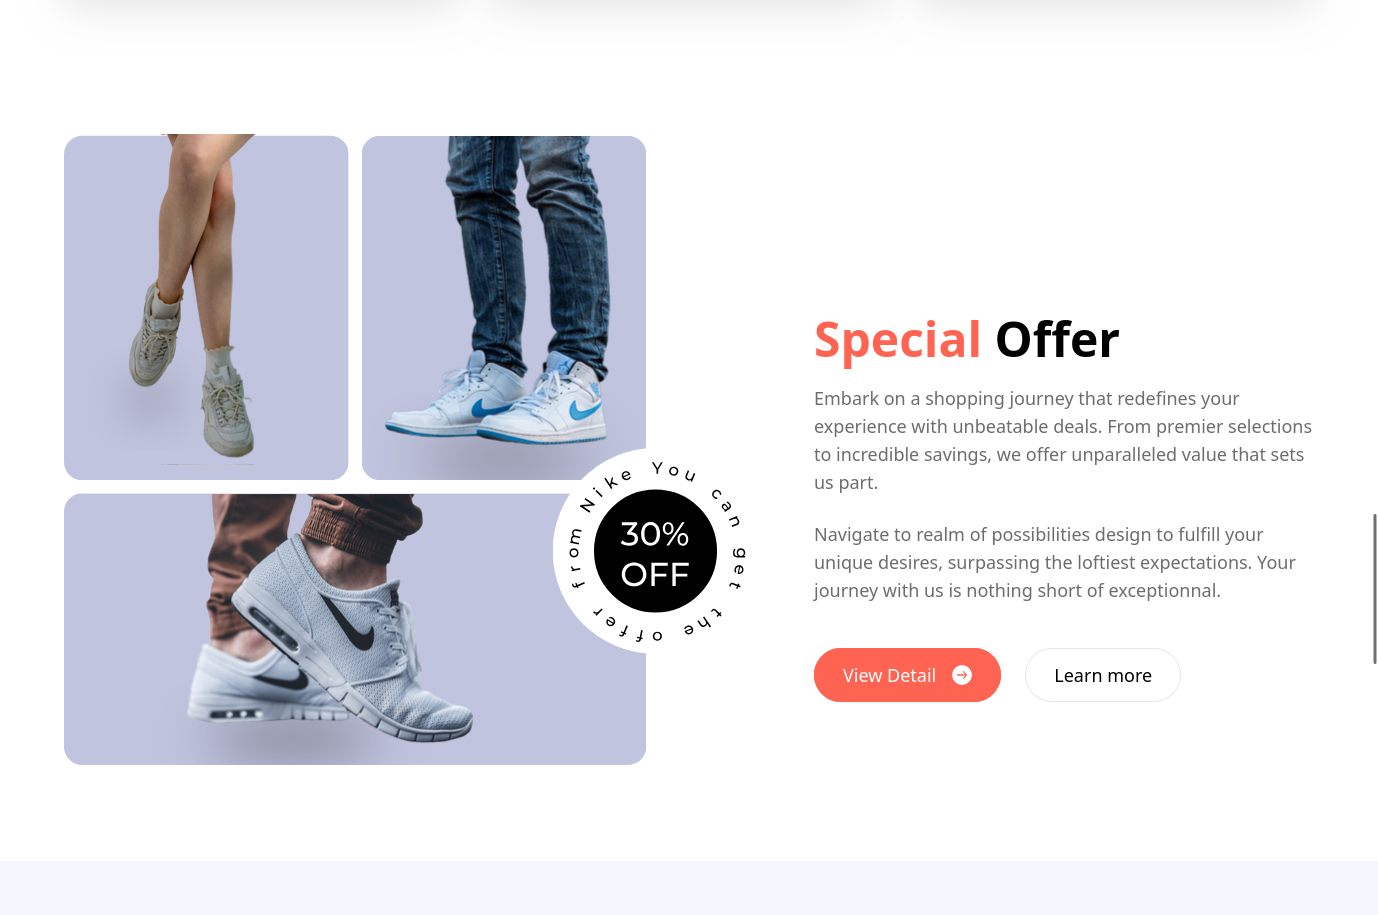 You can get the offer from Nike
30%
OFF
Special Offer
Embark on a shopping journey that redefines your
experience with unbeatable deals. From premier selections
to incredible savings, we offer unparalleled value that sets
us part.
Navigate to realm of possibilities design to fulfill your
unique desires, surpassing the loftiest expectations. Your
journey with us is nothing short of exceptionnal.
View Detail
Learn more